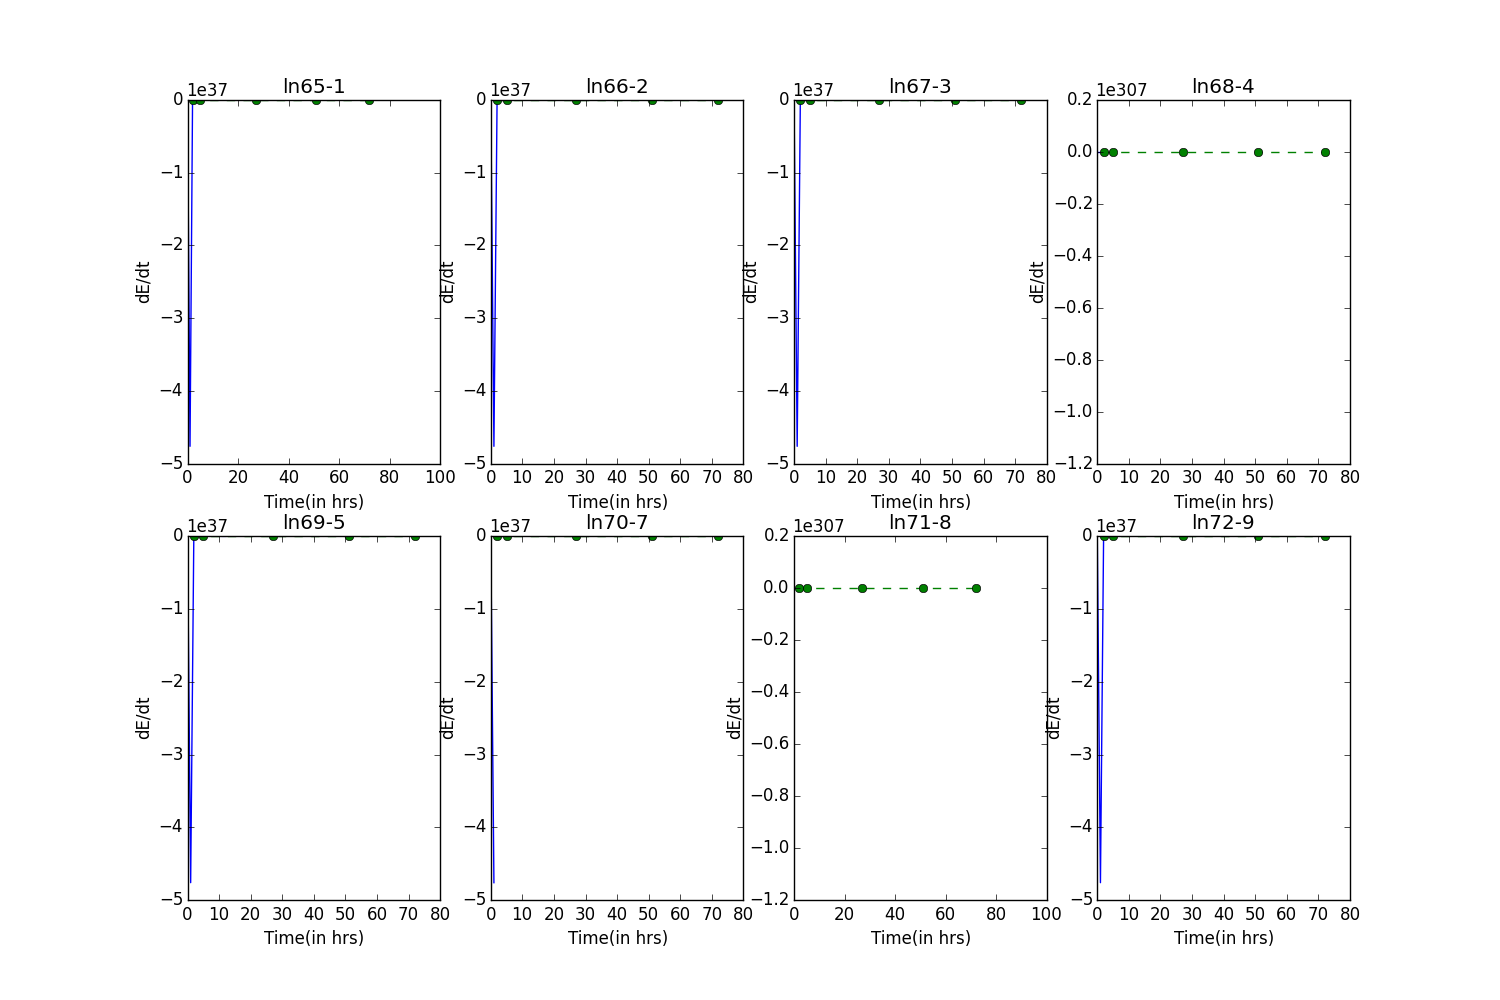 1e37 ln65-1 1e37 ln66-2 1e37 ln67-3 1e307 ln68-4
0 0 0 0.2
0.0
−1 −1 −1 −0.2
−2 −2 −2 −0.4
dE/dt dE/dt dE/dt dE/dt
−3 −3 −3 −0.6
−0.8
−4 −4 −4 −1.0
−5 −5 −5 −1.2
0 20 40 60 80 100 0 10 20 30 40 50 60 70 80 0 10 20 30 40 50 60 70 80 0 10 20 30 40 50 60 70 80
Time(in hrs) Time(in hrs) Time(in hrs) Time(in hrs)
1e37 ln69-5 1e37 ln70-7 1e307 ln71-8 1e37 ln72-9
0 0 0.2 0
0.0
−1 −1 −0.2 −1
−2 −2 −0.4 −2
dE/dt dE/dt dE/dt dE/dt
−3 −3 −0.6 −3
−0.8
−4 −4 −1.0 −4
−5 −5 −1.2 −5
0 10 20 30 40 50 60 70 80 0 10 20 30 40 50 60 70 80 0 20 40 60 80 100 0 10 20 30 40 50 60 70 80
Time(in hrs) Time(in hrs) Time(in hrs) Time(in hrs)